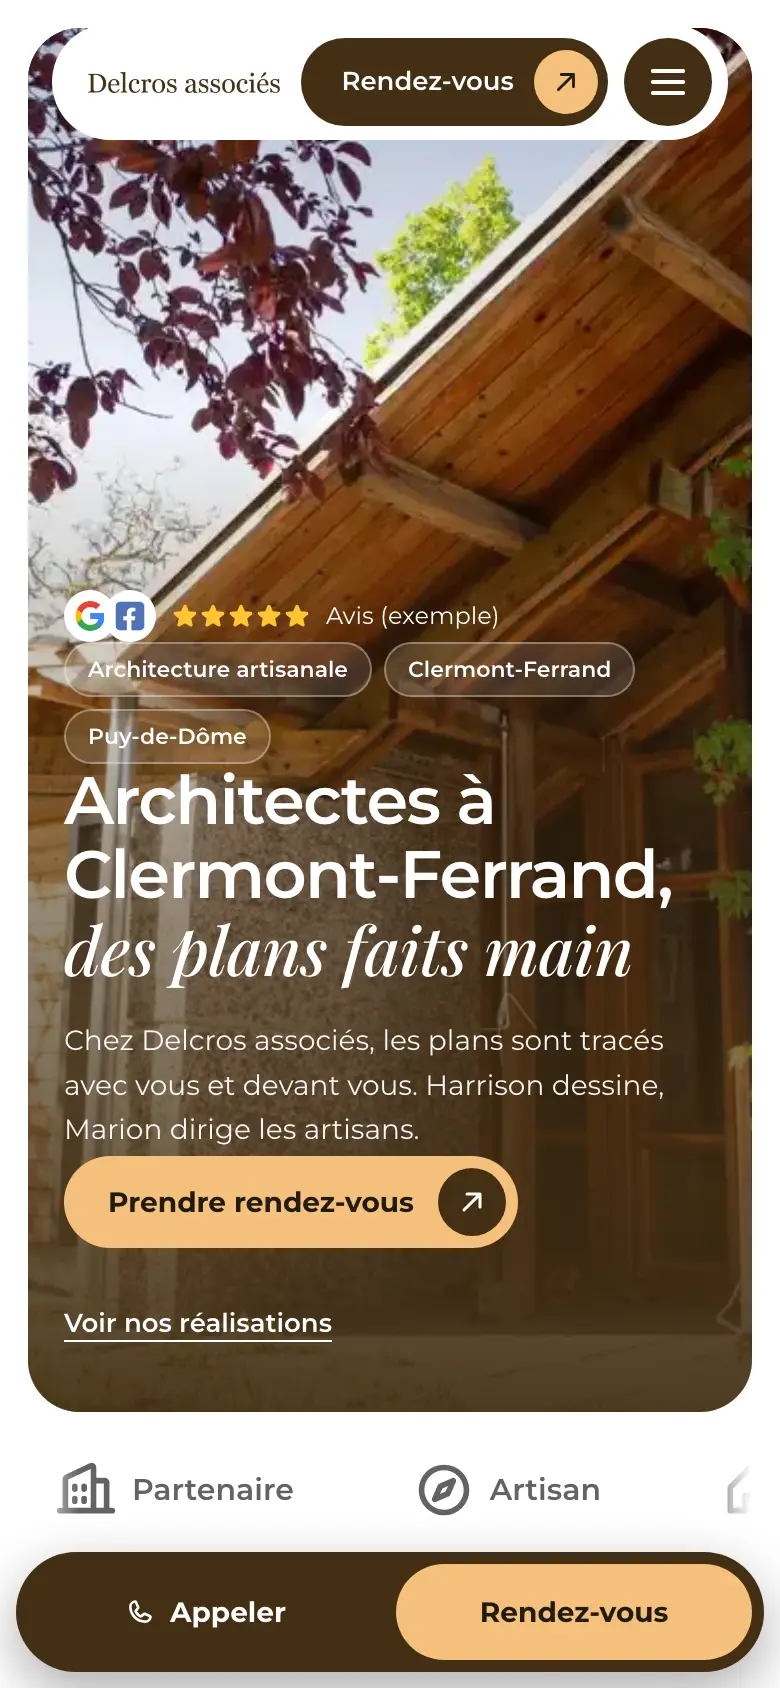 Delcros associés
Rendez-vous
Avis (exemple)
Architecture artisanale
Clermont-Ferrand
Puy-de-Dôme
Architectes à
Clermont-Ferrand,
des plans faits main
Chez Delcros associés, les plans sont tracés
avec vous et devant vous. Harrison dessine,
Marion dirige les artisans.
Prendre rendez-vous
Voir nos réalisations
Partenaire
Artisan
Appeler
Rendez-vous